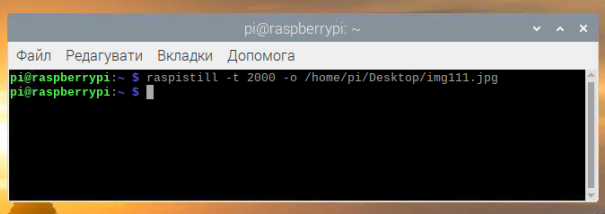 pi@raspberrypi: ~
Файл Редагувати Вкладки Допомога
pi@raspberrypi:~ $ raspistill -t 2000 -o /home/pi/Desktop/img111.jpg
pi@raspberrypi:~ $